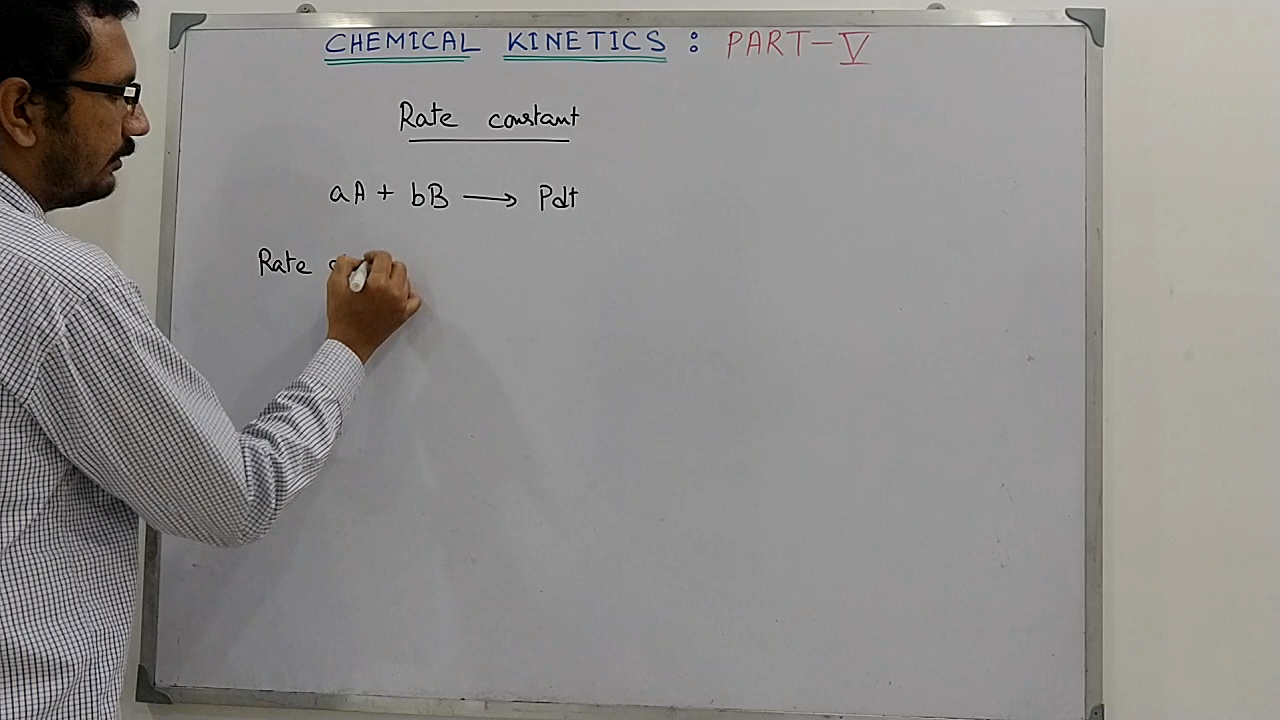 CHEMICAL KINETICS : PART-V
Rate constant
aA + bB ⟶ Pdt
Rate